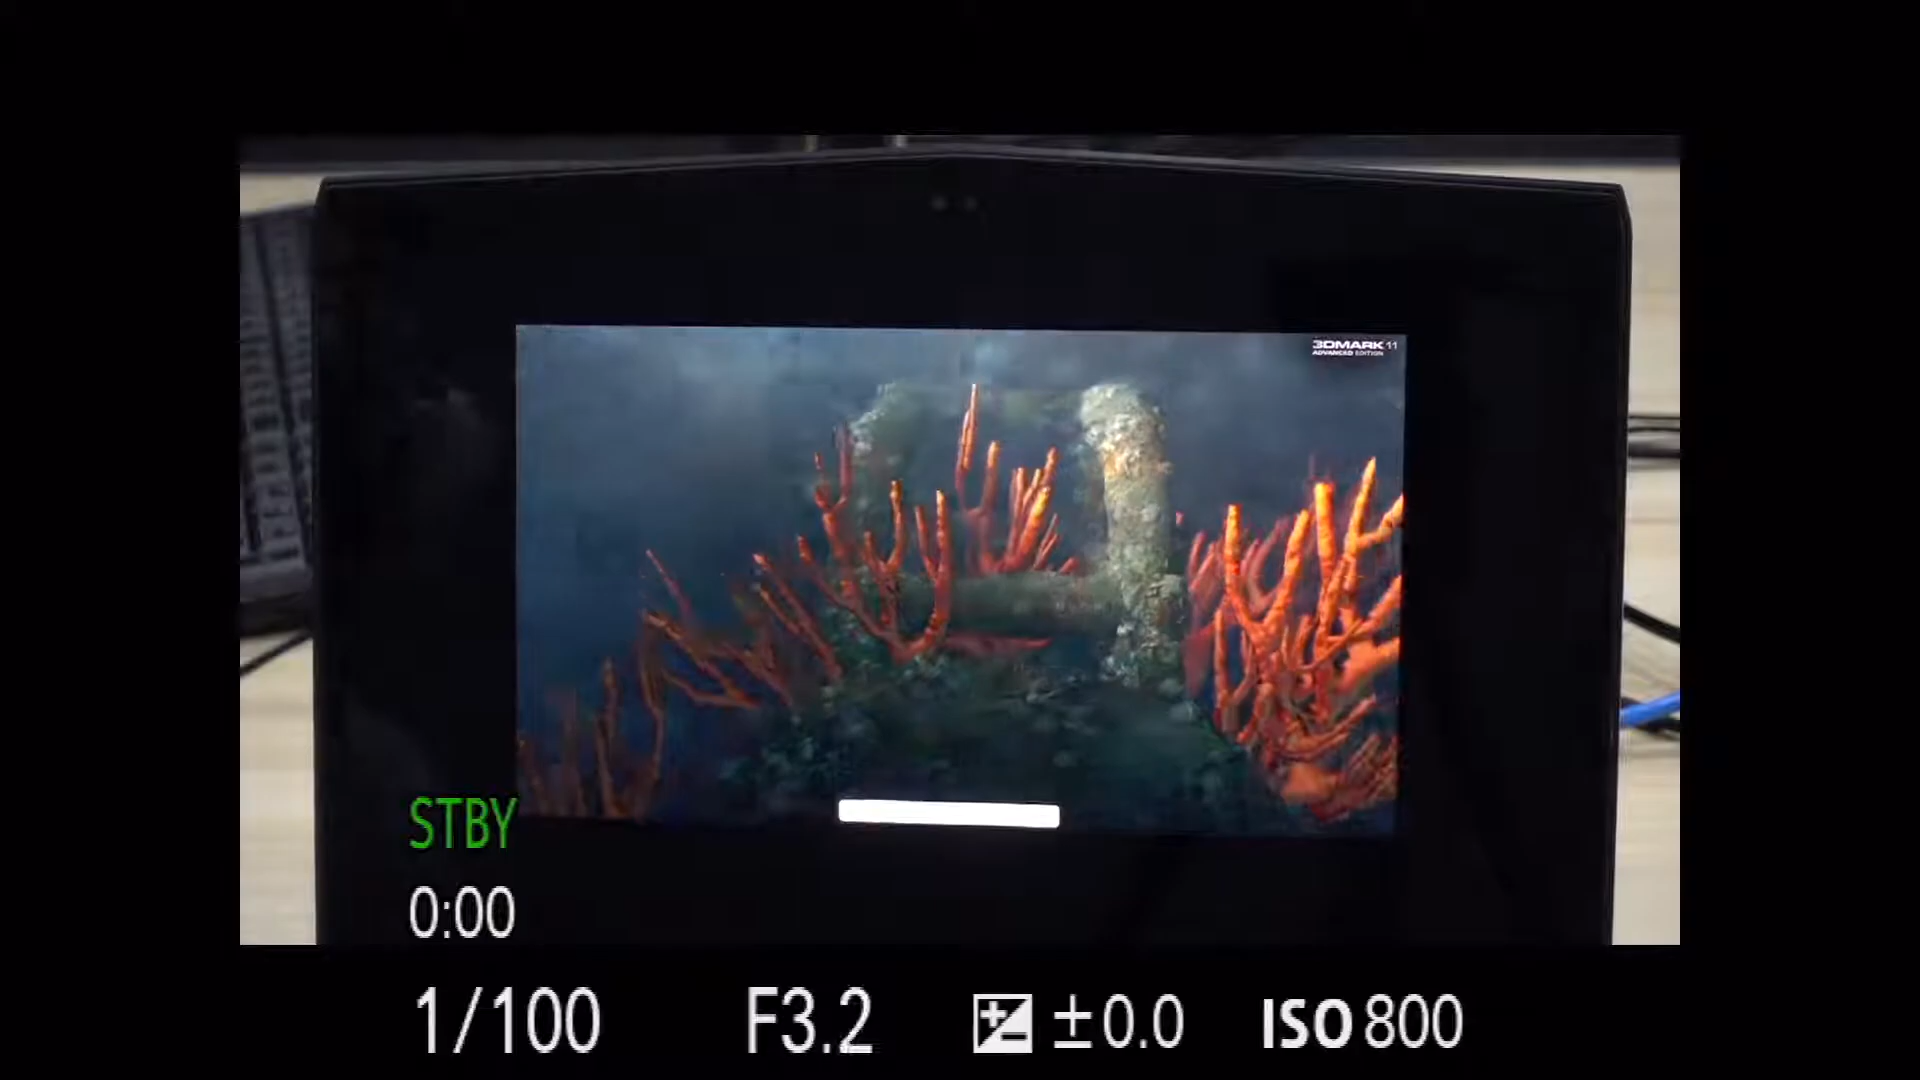 3DMARK 11
ADVANCED EDITION
STBY
0:00
1/100 F3.2 ±0.0 ISO 800